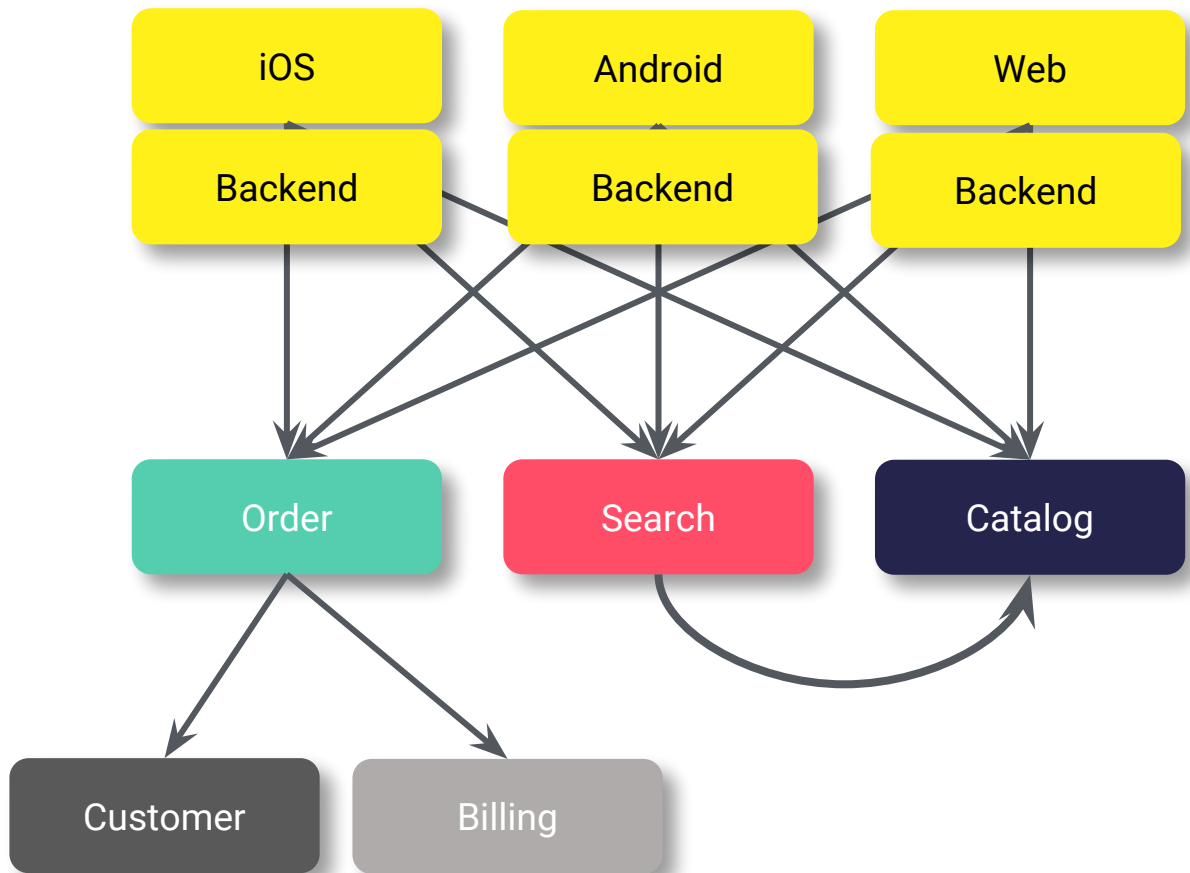 iOS
Android
Web
Backend
Backend
Backend
Order
Search
Catalog
Customer
Billing